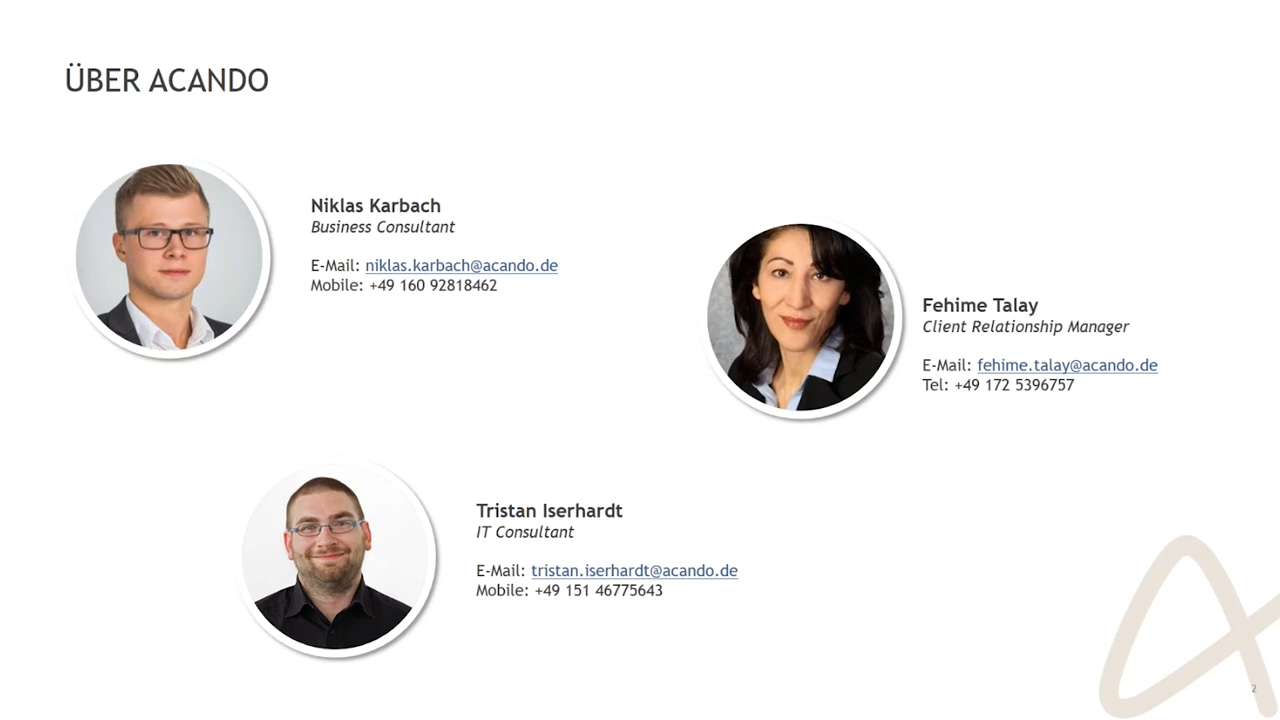 ÜBER ACANDO
Niklas Karbach
Business Consultant
E-Mail: niklas.karbach@acando.de
Mobile: +49 160 92818462
Fehime Talay
Client Relationship Manager
E-Mail: fehime.talay@acando.de
Tel: +49 172 5396757
Tristan Iserhardt
IT Consultant
E-Mail: tristan.iserhardt@acando.de
Mobile: +49 151 46775643
2